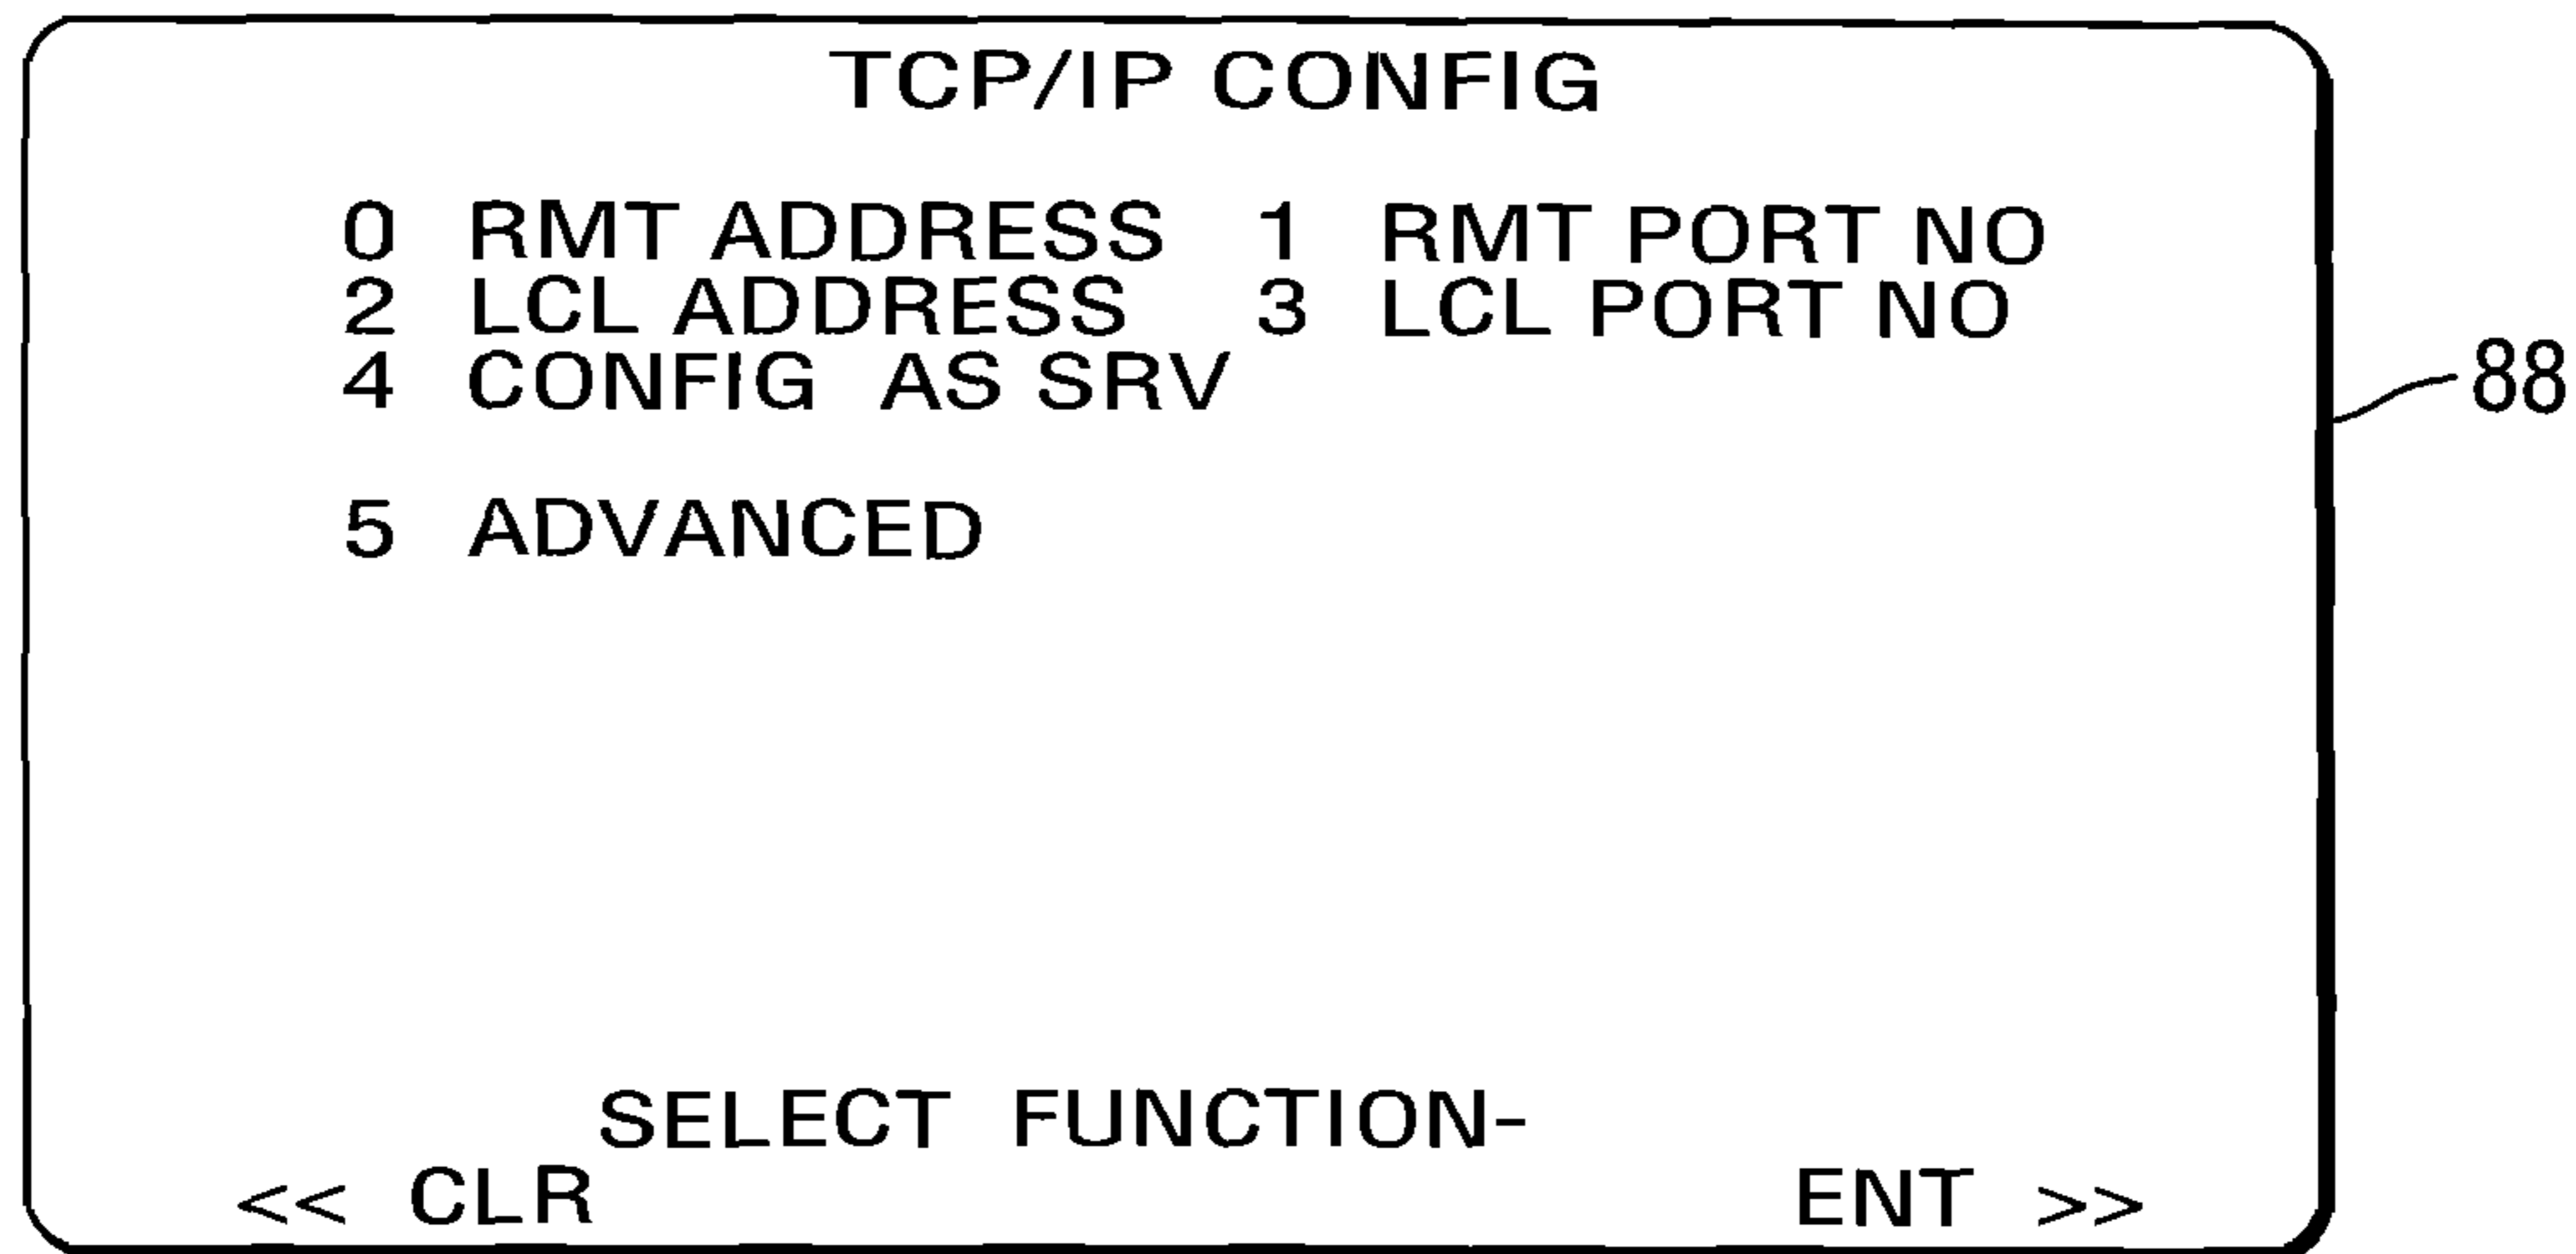 TCP/IP CONFIG
0 RMT ADDRESS 1 RMT PORT NO
2 LCL ADDRESS 3 LCL PORT NO
4 CONFIG AS SRV
88
5 ADVANCED
SELECT FUNCTION-
<< CLR ENT >>